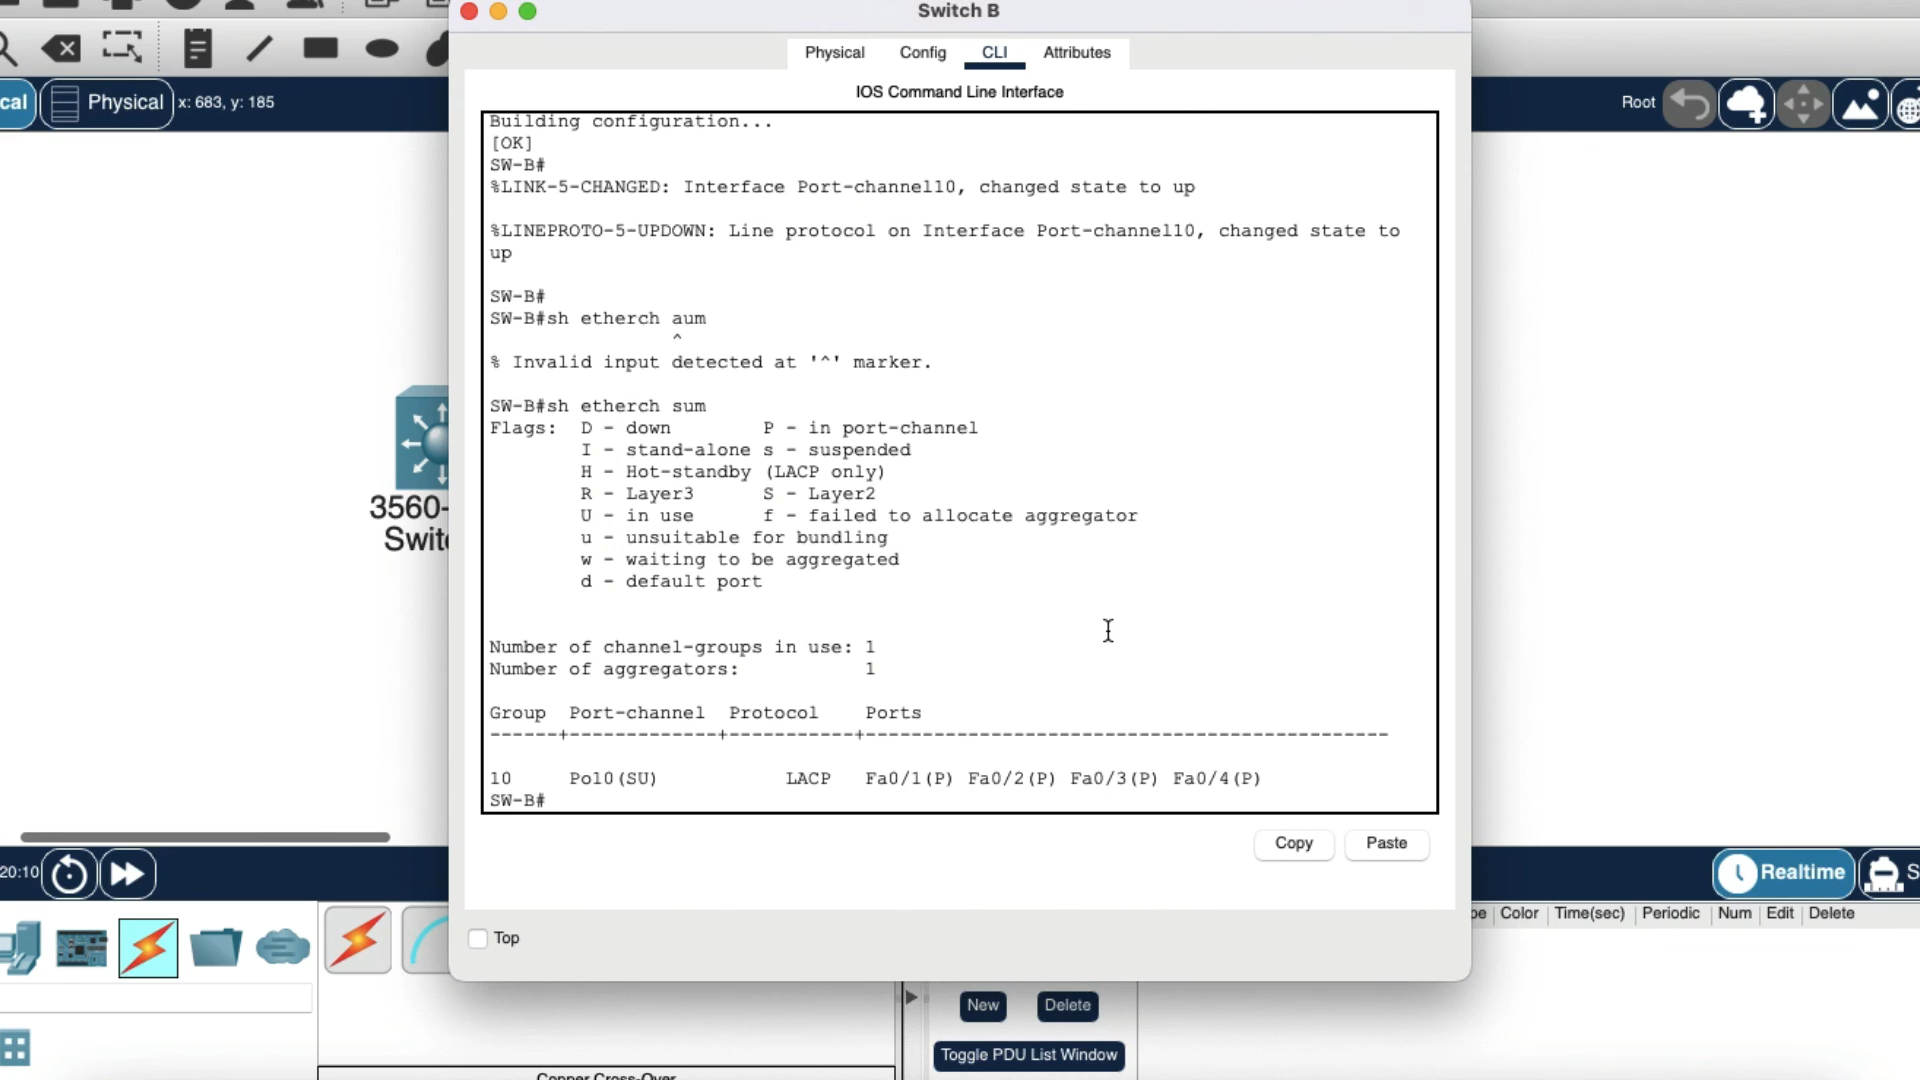 Switch B
Physical Config CLI Attributes
cal Physical x: 683, y: 185
Root
IOS Command Line Interface
Building configuration...
[OK]
SW-B#
%LINK-5-CHANGED: Interface Port-channel10, changed state to up
%LINEPROTO-5-UPDOWN: Line protocol on Interface Port-channel10, changed state to
up
SW-B#
SW-B#sh etherch aum
^
% Invalid input detected at '^' marker.
SW-B#sh etherch sum
Flags: D - down P - in port-channel
I - stand-alone s - suspended
H - Hot-standby (LACP only)
R - Layer3 S - Layer2
U - in use f - failed to allocate aggregator
u - unsuitable for bundling
w - waiting to be aggregated
d - default port
Number of channel-groups in use: 1
Number of aggregators: 1
Group Port-channel Protocol Ports
------+-------------+-----------+----------------------------------------------
10 Po10(SU) LACP Fa0/1(P) Fa0/2(P) Fa0/3(P) Fa0/4(P)
SW-B#
3560-
Switc
Copy Paste
20:10
Realtime S
pe Color Time(sec) Periodic Num Edit Delete
Top
New Delete
Toggle PDU List Window
Copper Cross-Over